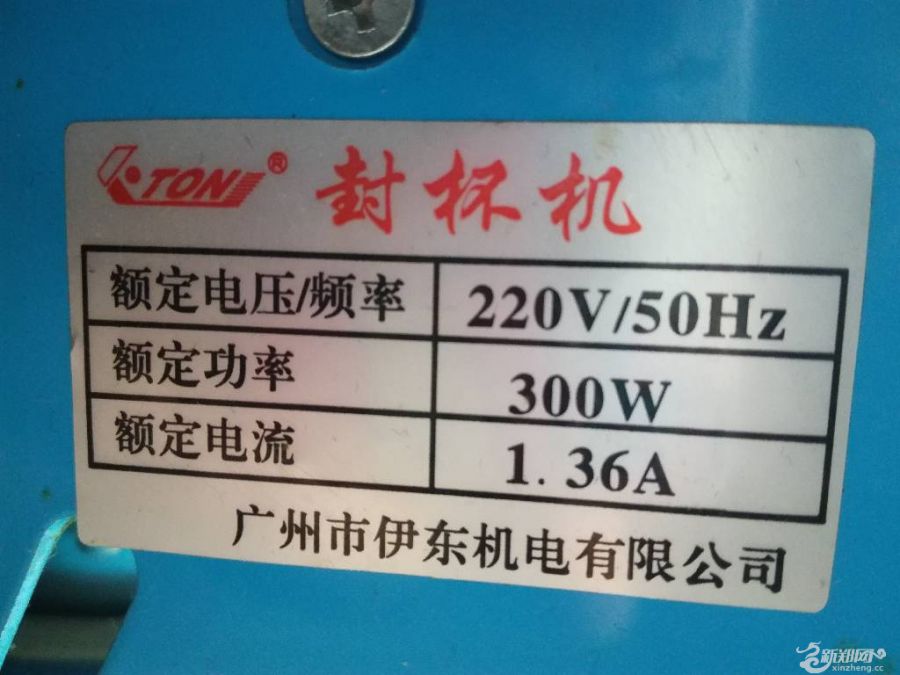 TON® 封杯机
额定电压/频率 220V/50Hz
额定功率 300W
额定电流 1.36A
广州市伊东机电有限公司
新郑网
xinzheng.cc